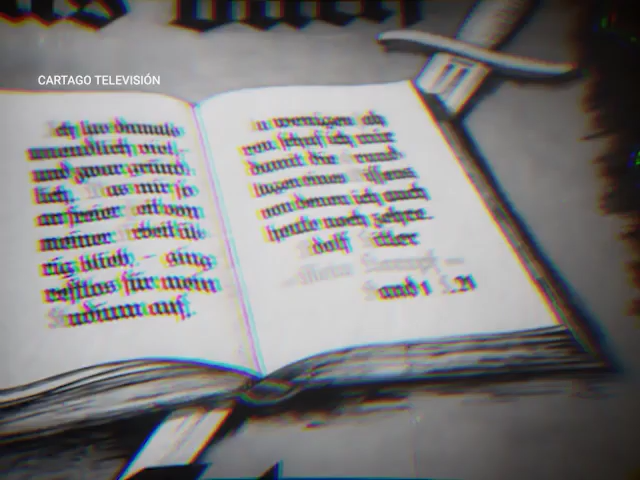 CARTAGO TELEVISIÓN
Ich las damals
unendlich viel,
und zwar gründ-
lich. Was mir so
an freier Zeit von
meiner Arbeit üb-
rig blieb, – ging
restlos für mein
Studium auf.
In wenigen Jah-
ren schuf ich mir
damit die Grund-
lagen eines Wissens
von denen ich auch
heute noch zehre.
Adolf Hitler
– Mein Kampf –
Band 1 S. 21